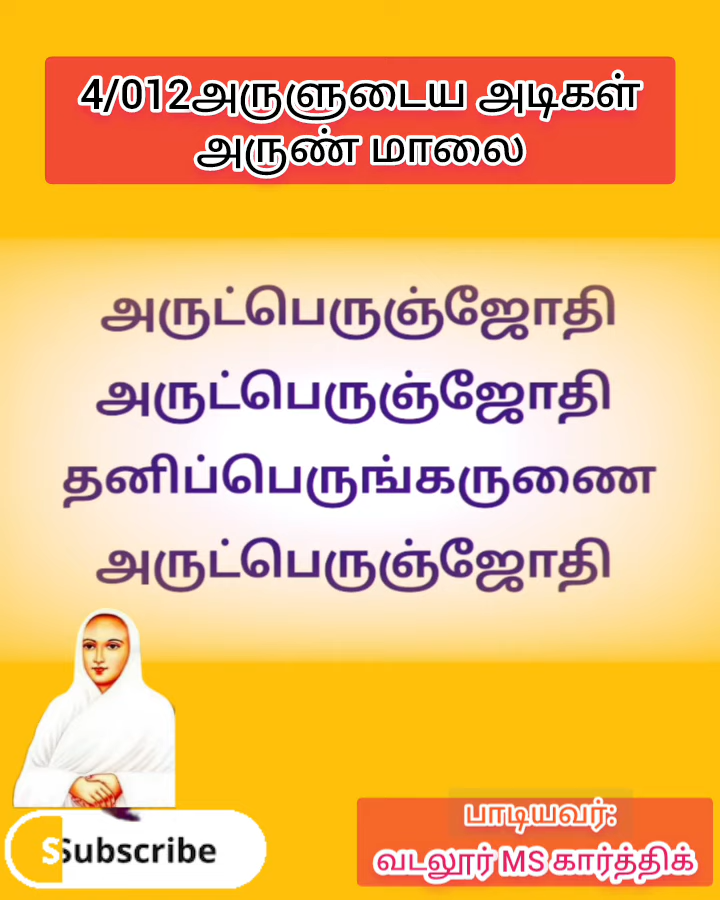 4/012அருளுடைய அடிகள்
அருண் மாலை
அருட்பெருஞ்ஜோதி
அருட்பெருஞ்ஜோதி
தனிப்பெருங்கருணை
அருட்பெருஞ்ஜோதி
Subscribe
பாடியவர்:
வடலூர் MS கார்த்திக்